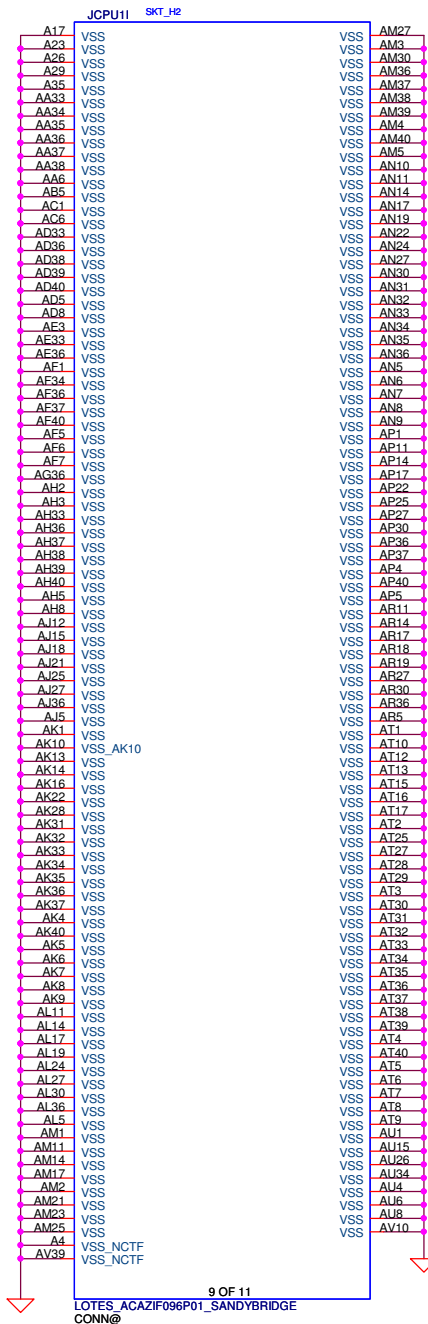 JCPU1I SKT_H2
A17 VSS VSS AM27
A23 VSS VSS AM3
A26 VSS VSS AM30
A29 VSS VSS AM36
A35 VSS VSS AM37
AA33 VSS VSS AM38
AA34 VSS VSS AM39
AA35 VSS VSS AM4
AA36 VSS VSS AM40
AA37 VSS VSS AM5
AA38 VSS VSS AN10
AA6 VSS VSS AN11
AB5 VSS VSS AN14
AC1 VSS VSS AN17
AC6 VSS VSS AN19
AD33 VSS VSS AN22
AD36 VSS VSS AN24
AD38 VSS VSS AN27
AD39 VSS VSS AN30
AD40 VSS VSS AN31
AD5 VSS VSS AN32
AD8 VSS VSS AN33
AE3 VSS VSS AN34
AE33 VSS VSS AN35
AE36 VSS VSS AN36
AF1 VSS VSS AN5
AF34 VSS VSS AN6
AF36 VSS VSS AN7
AF37 VSS VSS AN8
AF40 VSS VSS AN9
AF5 VSS VSS AP1
AF6 VSS VSS AP11
AF7 VSS VSS AP14
AG36 VSS VSS AP17
AH2 VSS VSS AP22
AH3 VSS VSS AP25
AH33 VSS VSS AP27
AH36 VSS VSS AP30
AH37 VSS VSS AP36
AH38 VSS VSS AP37
AH39 VSS VSS AP4
AH40 VSS VSS AP40
AH5 VSS VSS AP5
AH8 VSS VSS AR11
AJ12 VSS VSS AR14
AJ15 VSS VSS AR17
AJ18 VSS VSS AR18
AJ21 VSS VSS AR19
AJ25 VSS VSS AR27
AJ27 VSS VSS AR30
AJ36 VSS VSS AR36
AJ5 VSS VSS AR5
AK1 VSS VSS AT1
AK10 VSS_AK10 VSS AT10
AK13 VSS VSS AT12
AK14 VSS VSS AT13
AK16 VSS VSS AT15
AK22 VSS VSS AT16
AK28 VSS VSS AT17
AK31 VSS VSS AT2
AK32 VSS VSS AT25
AK33 VSS VSS AT27
AK34 VSS VSS AT28
AK35 VSS VSS AT29
AK36 VSS VSS AT3
AK37 VSS VSS AT30
AK4 VSS VSS AT31
AK40 VSS VSS AT32
AK5 VSS VSS AT33
AK6 VSS VSS AT34
AK7 VSS VSS AT35
AK8 VSS VSS AT36
AK9 VSS VSS AT37
AL11 VSS VSS AT38
AL14 VSS VSS AT39
AL17 VSS VSS AT4
AL19 VSS VSS AT40
AL24 VSS VSS AT5
AL27 VSS VSS AT6
AL30 VSS VSS AT7
AL36 VSS VSS AT8
AL5 VSS VSS AT9
AM1 VSS VSS AU1
AM11 VSS VSS AU15
AM14 VSS VSS AU26
AM17 VSS VSS AU34
AM2 VSS VSS AU4
AM21 VSS VSS AU6
AM23 VSS VSS AU8
AM25 VSS VSS AV10
A4 VSS_NCTF
AV39 VSS_NCTF
9 OF 11
LOTES_ACAZIF096P01_SANDYBRIDGE
CONN@